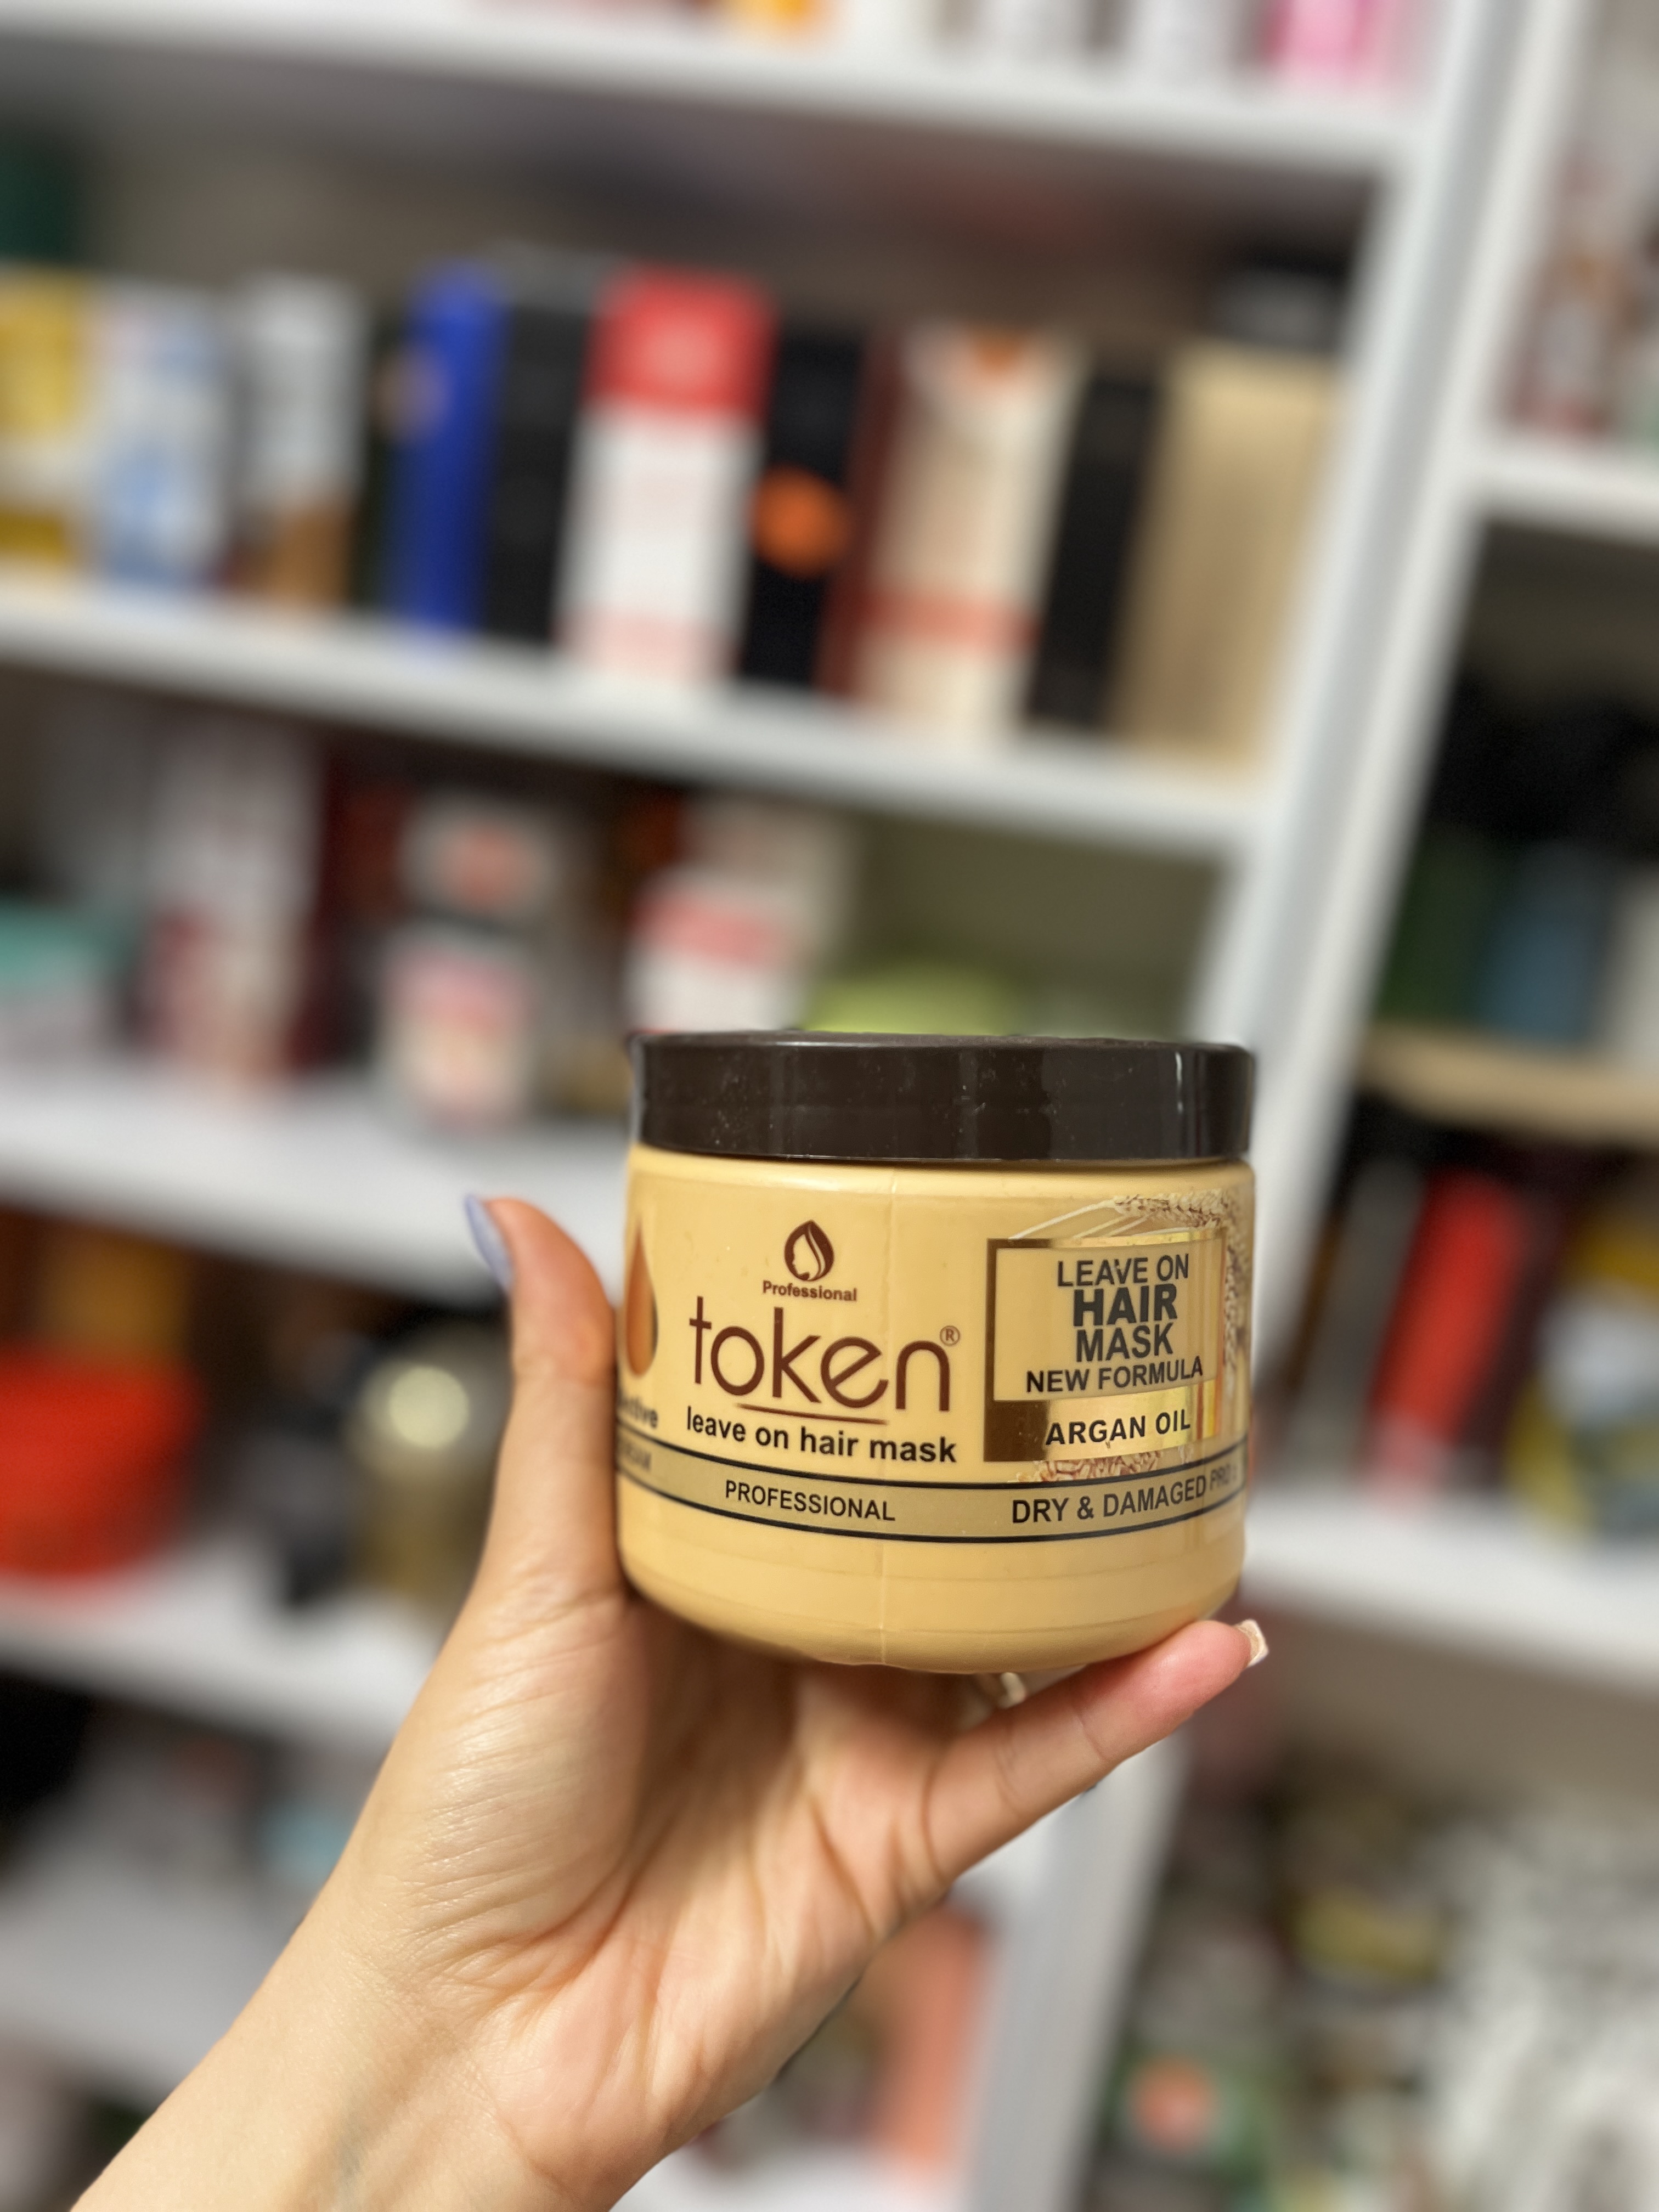 Professional
token®
leave on hair mask
PROFESSIONAL
LEAVE ON
HAIR
MASK
NEW FORMULA
ARGAN OIL
DRY & DAMAGED